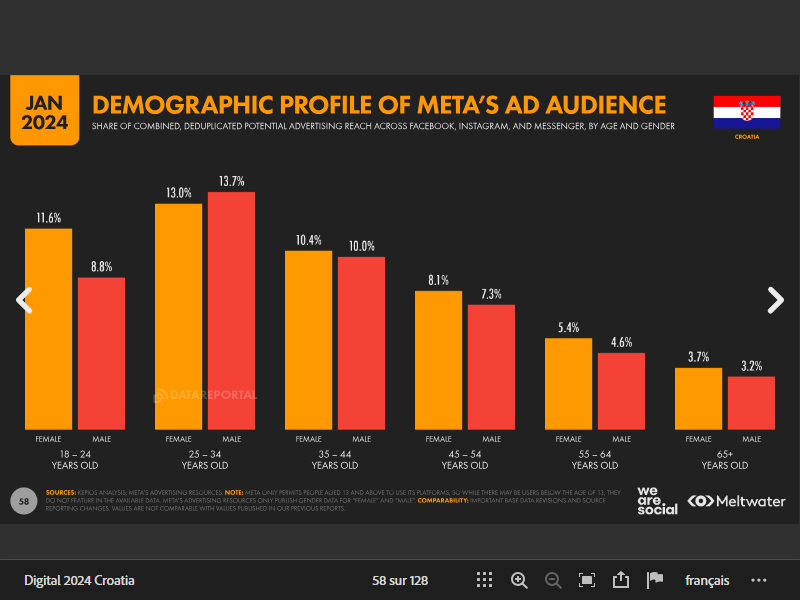 JAN
2024
DEMOGRAPHIC PROFILE OF META'S AD AUDIENCE
SHARE OF COMBINED, DEDUPLICATED POTENTIAL ADVERTISING REACH ACROSS FACEBOOK, INSTAGRAM, AND MESSENGER, BY AGE AND GENDER
CROATIA
11.6%
8.8%
13.0%
13.7%
10.4%
10.0%
8.1%
7.3%
5.4%
4.6%
3.7%
3.2%
DATAREPORTAL
FEMALE MALE FEMALE MALE FEMALE MALE FEMALE MALE FEMALE MALE FEMALE MALE
18 – 24
YEARS OLD
25 – 34
YEARS OLD
35 – 44
YEARS OLD
45 – 54
YEARS OLD
55 – 64
YEARS OLD
65+
YEARS OLD
58
SOURCES: KEPIOS ANALYSIS; META'S ADVERTISING RESOURCES. NOTE: META ONLY PERMITS PEOPLE AGED 13 AND ABOVE TO USE ITS PLATFORMS, SO WHILE THERE MAY BE USERS BELOW THE AGE OF 13, THEY
DO NOT FEATURE IN THE AVAILABLE DATA. META'S ADVERTISING RESOURCES ONLY PUBLISH GENDER DATA FOR "FEMALE" AND "MALE". COMPARABILITY: IMPORTANT BASE DATA REVISIONS AND SOURCE
REPORTING CHANGES. VALUES ARE NOT COMPARABLE WITH VALUES PUBLISHED IN OUR PREVIOUS REPORTS.
we
are.
social
Meltwater
Digital 2024 Croatia
58 sur 128
français